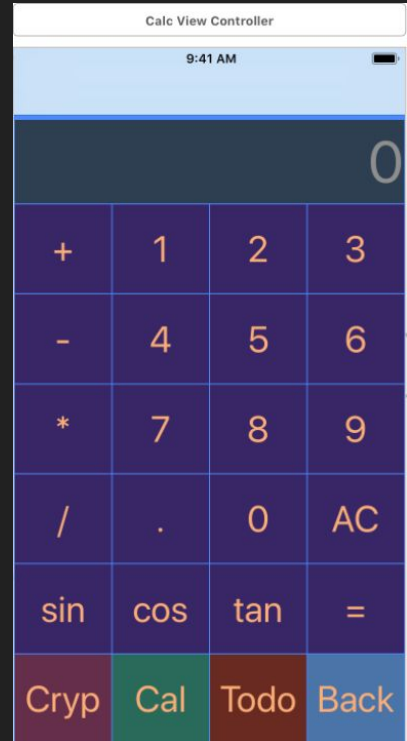 Calc View Controller
9:41 AM
0
+ 1 2 3
- 4 5 6
* 7 8 9
/ . 0 AC
sin cos tan =
Cryp Cal Todo Back